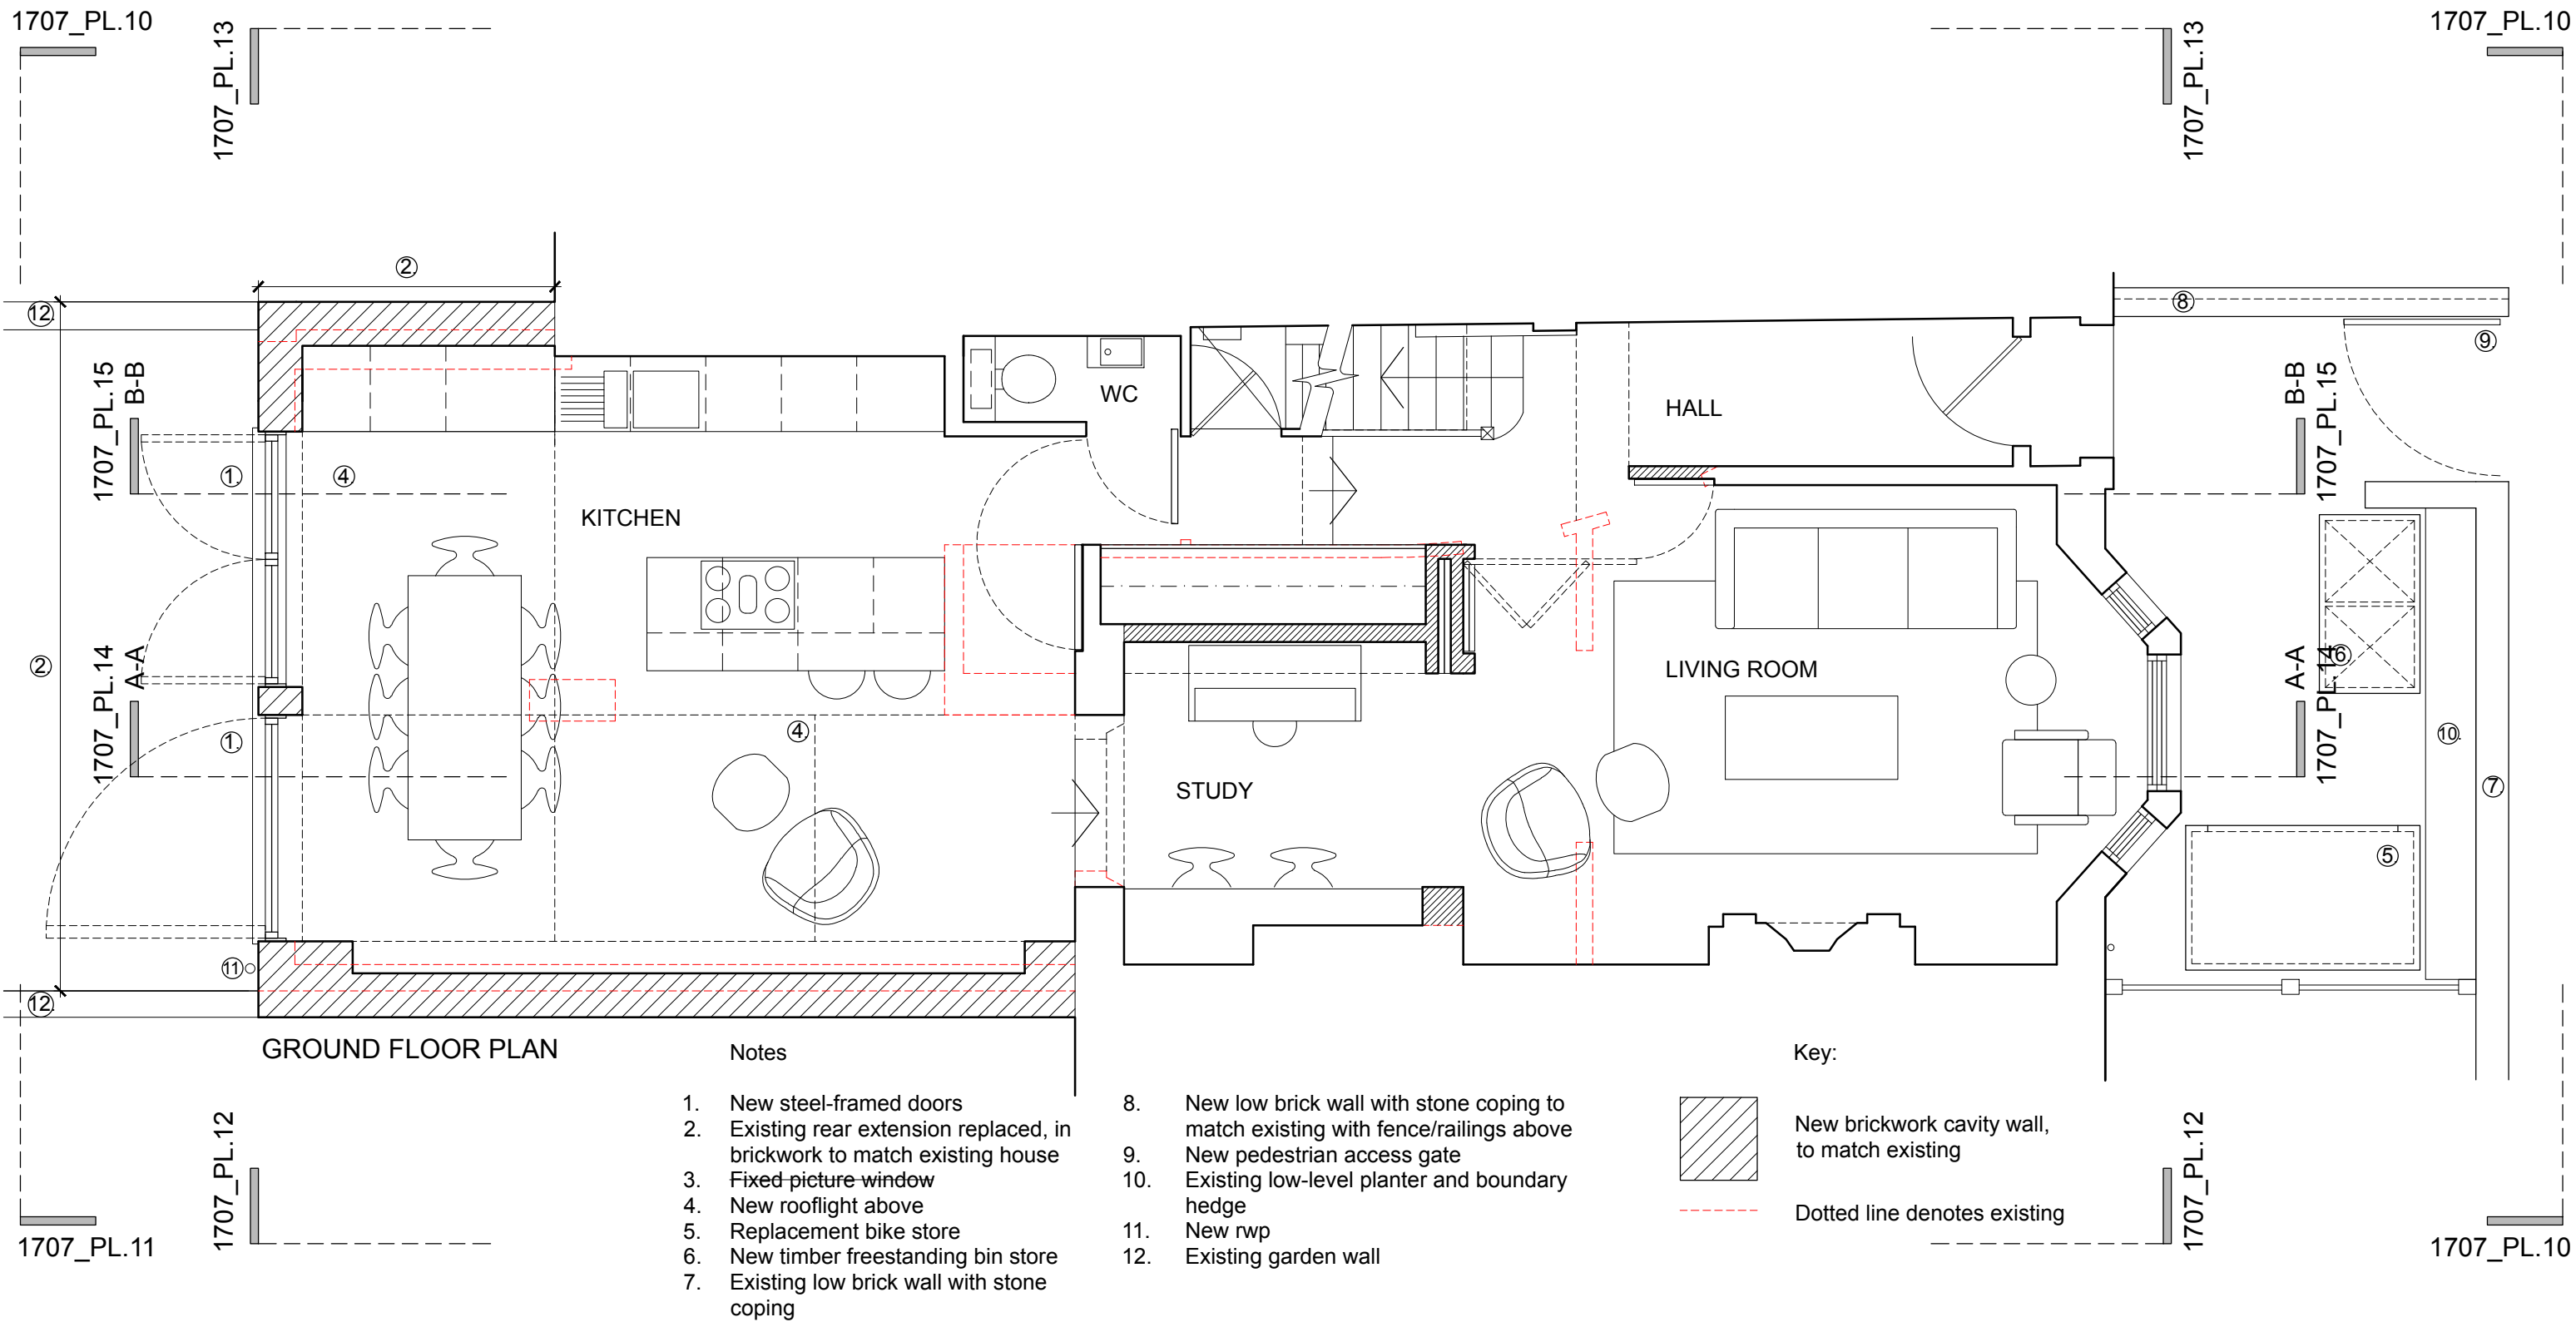 1707_PL.10
1707_PL.13
1707_PL.13
1707_PL.10
2.
12.
8
9.
1707_PL.15
B-B
WC
HALL
B-B
1707_PL.15
1.
4
KITCHEN
2
1707_PL.14
A-A
LIVING ROOM
A-A
1707_PL.14
6
1.
4.
10.
STUDY
7.
5.
11
12.
GROUND FLOOR PLAN
Notes
1. New steel-framed doors
2. Existing rear extension replaced, in
brickwork to match existing house
3. Fixed picture window
4. New rooflight above
5. Replacement bike store
6. New timber freestanding bin store
7. Existing low brick wall with stone
coping
8. New low brick wall with stone coping to
match existing with fence/railings above
9. New pedestrian access gate
10. Existing low-level planter and boundary
hedge
11. New rwp
12. Existing garden wall
Key:
New brickwork cavity wall,
to match existing
Dotted line denotes existing
1707_PL.12
1707_PL.12
1707_PL.11
1707_PL.10